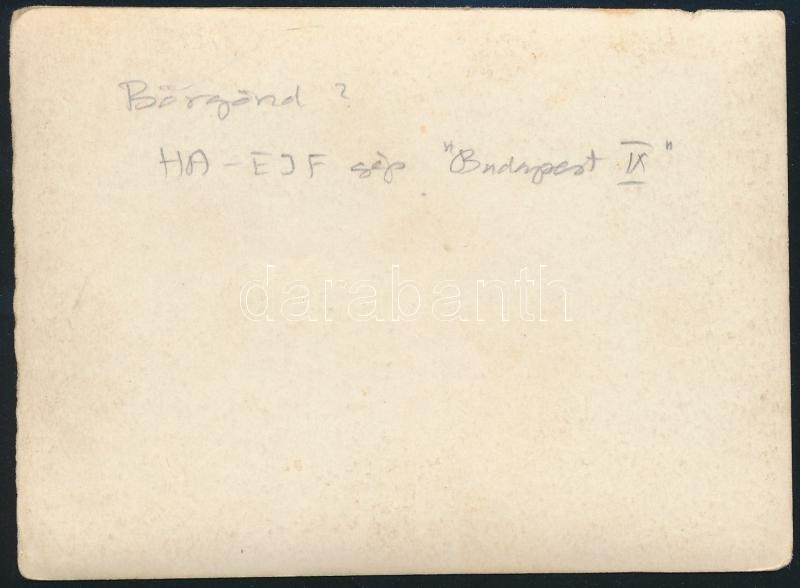 Börgönd ?
HA-EJF gép "Budapest IX"
darabanth